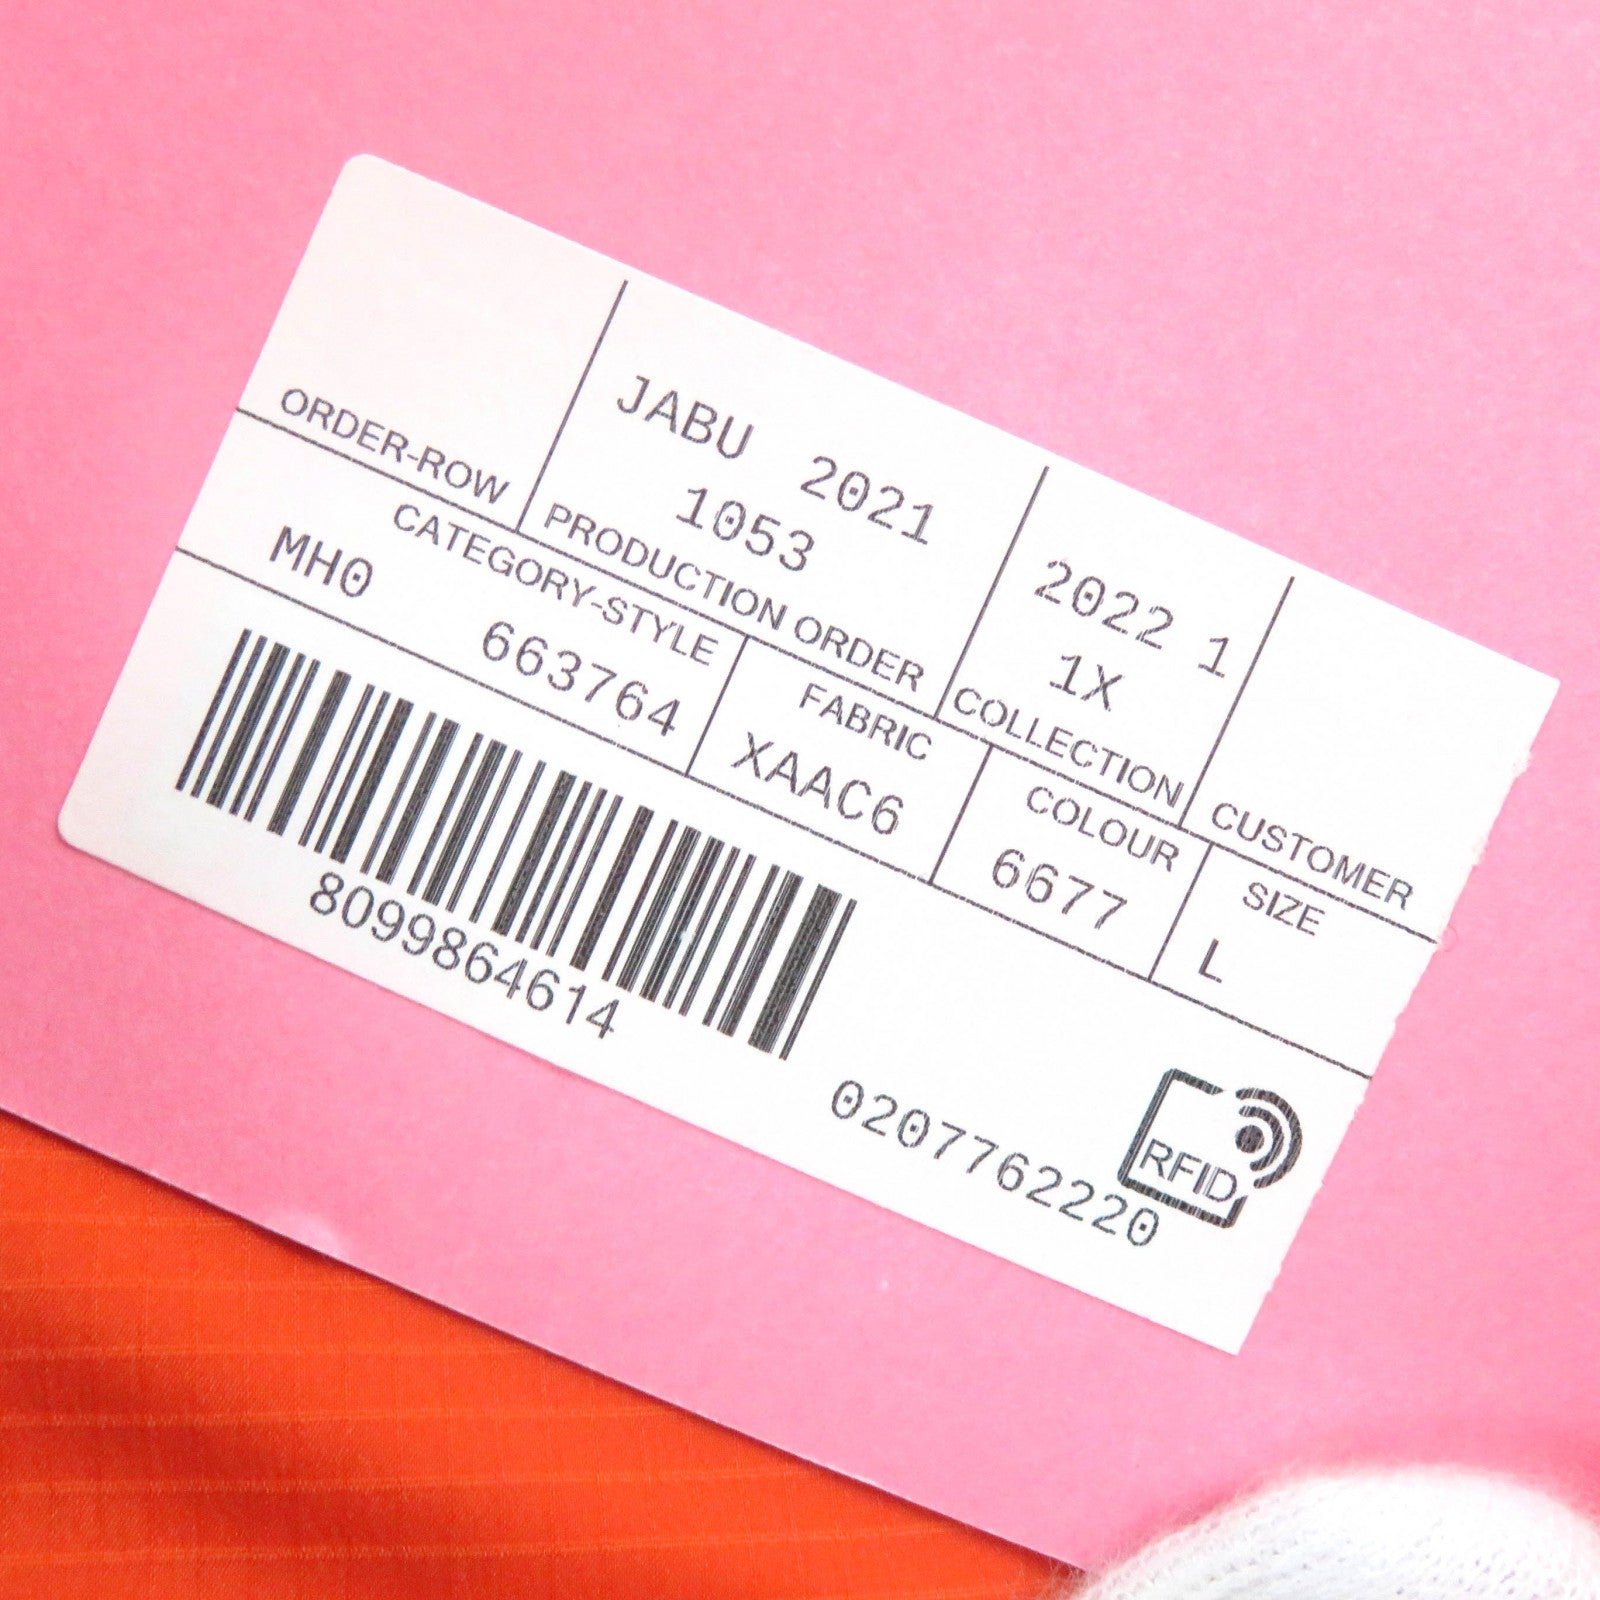 JABU 2021
1053
2022 1
1X
ORDER-ROW
PRODUCTION ORDER
COLLECTION
CUSTOMER
CATEGORY-STYLE
FABRIC
COLOUR
SIZE
MH0 663764
XAAC6
6677
L
8099864614
RFID
0207762220